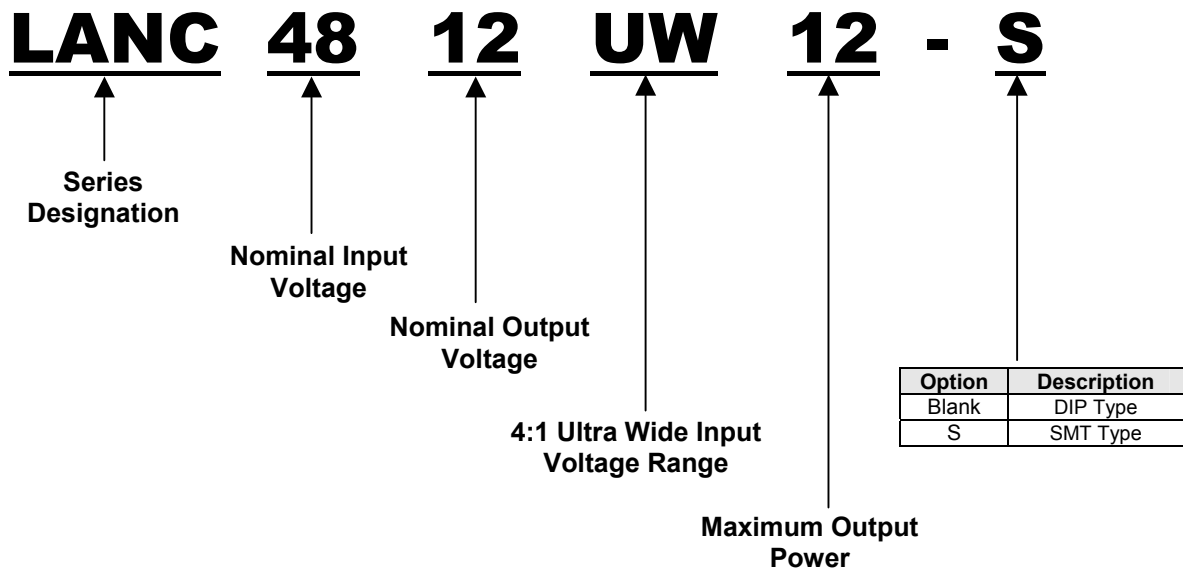 LANC 48 12 UW 12 - S
Series
Designation
Nominal Input
Voltage
Nominal Output
Voltage
4:1 Ultra Wide Input
Voltage Range
Maximum Output
Power
Option Description
Blank DIP Type
S SMT Type